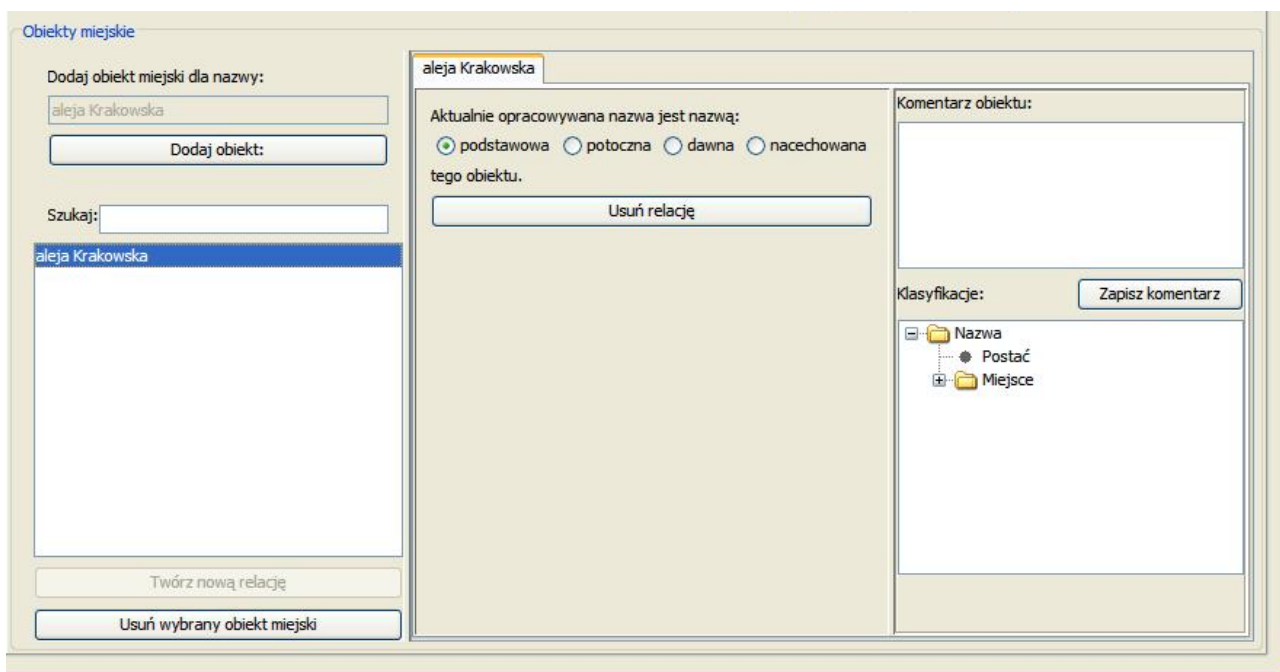 Obiekty miejskie
Dodaj obiekt miejski dla nazwy:
aleja Krakowska
Dodaj obiekt:
Szukaj:
aleja Krakowska
Twórz nową relację
Usuń wybrany obiekt miejski
aleja Krakowska
Aktualnie opracowywana nazwa jest nazwą:
podstawowa potoczna dawna nacechowana
tego obiektu.
Usuń relację
Komentarz obiektu:
Klasyfikacje: Zapisz komentarz
Nazwa
Postać
Miejsce